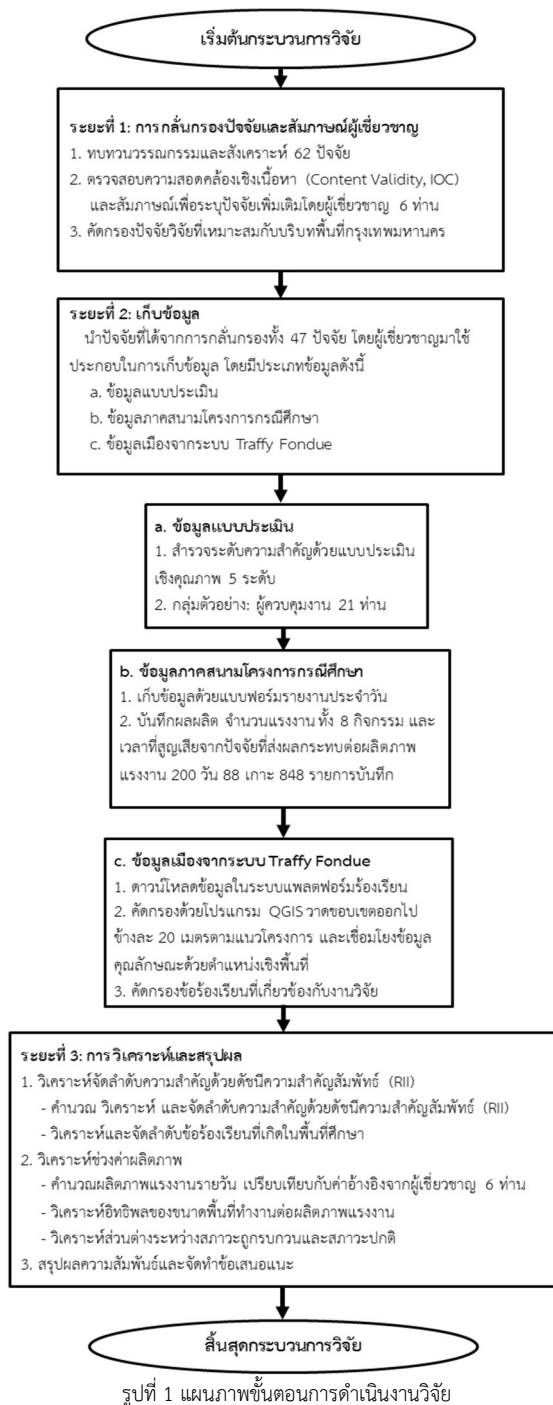 เริ่มต้นกระบวนการวิจัย
ระยะที่ 1: การกลั่นกรองปัจจัยและสัมภาษณ์ผู้เชี่ยวชาญ
1. ทบทวนวรรณกรรมและสังเคราะห์ 62 ปัจจัย
2. ตรวจสอบความสอดคล้องเชิงเนื้อหา (Content Validity, IOC)
และสัมภาษณ์เพื่อระบุปัจจัยเพิ่มเติมโดยผู้เชี่ยวชาญ 6 ท่าน
3. คัดกรองปัจจัยวิจัยที่เหมาะสมกับบริบทพื้นที่กรุงเทพมหานคร
ระยะที่ 2: เก็บข้อมูล
นำปัจจัยที่ได้จากการกลั่นกรองทั้ง 47 ปัจจัย โดยผู้เชี่ยวชาญมาใช้
ประกอบในการเก็บข้อมูล โดยมีประเภทข้อมูลดังนี้
a. ข้อมูลแบบประเมิน
b. ข้อมูลภาคสนามโครงการกรณีศึกษา
c. ข้อมูลเมืองจากระบบ Traffy Fondue
a. ข้อมูลแบบประเมิน
1. สำรวจระดับความสำคัญด้วยแบบประเมิน
เชิงคุณภาพ 5 ระดับ
2. กลุ่มตัวอย่าง: ผู้ควบคุมงาน 21 ท่าน
b. ข้อมูลภาคสนามโครงการกรณีศึกษา
1. เก็บข้อมูลด้วยแบบฟอร์มรายงานประจำวัน
2. บันทึกผลผลิต จำนวนแรงงาน ทั้ง 8 กิจกรรม และ
เวลาที่สูญเสียจากปัจจัยที่ส่งผลกระทบต่อผลิตภาพ
แรงงาน 200 วัน 88 เกาะ 848 รายการบันทึก
c. ข้อมูลเมืองจากระบบ Traffy Fondue
1. ดาวน์โหลดข้อมูลในระบบแพลตฟอร์มร้องเรียน
2. คัดกรองด้วยโปรแกรม QGIS วาดขอบเขตออกไป
ข้างละ 20 เมตรตามแนวโครงการ และเชื่อมโยงข้อมูล
คุณลักษณะด้วยตำแหน่งเชิงพื้นที่
3. คัดกรองข้อร้องเรียนที่เกี่ยวข้องกับงานวิจัย
ระยะที่ 3: การวิเคราะห์และสรุปผล
1. วิเคราะห์จัดลำดับความสำคัญด้วยดัชนีความสำคัญสัมพัทธ์ (RII)
- คำนวณ วิเคราะห์ และจัดลำดับความสำคัญด้วยดัชนีความสำคัญสัมพัทธ์ (RII)
- วิเคราะห์และจัดลำดับข้อร้องเรียนที่เกิดในพื้นที่ศึกษา
2. วิเคราะห์ช่วงค่าผลิตภาพ
- คำนวณผลิตภาพแรงงานรายวัน เปรียบเทียบกับค่าอ้างอิงจากผู้เชี่ยวชาญ 6 ท่าน
- วิเคราะห์อิทธิพลของขนาดพื้นที่ทำงานต่อผลิตภาพแรงงาน
- วิเคราะห์ส่วนต่างระหว่างสภาวะถูกรบกวนและสภาวะปกติ
3. สรุปผลความสัมพันธ์และจัดทำข้อเสนอแนะ
สิ้นสุดกระบวนการวิจัย
รูปที่ 1 แผนภาพขั้นตอนการดำเนินงานวิจัย